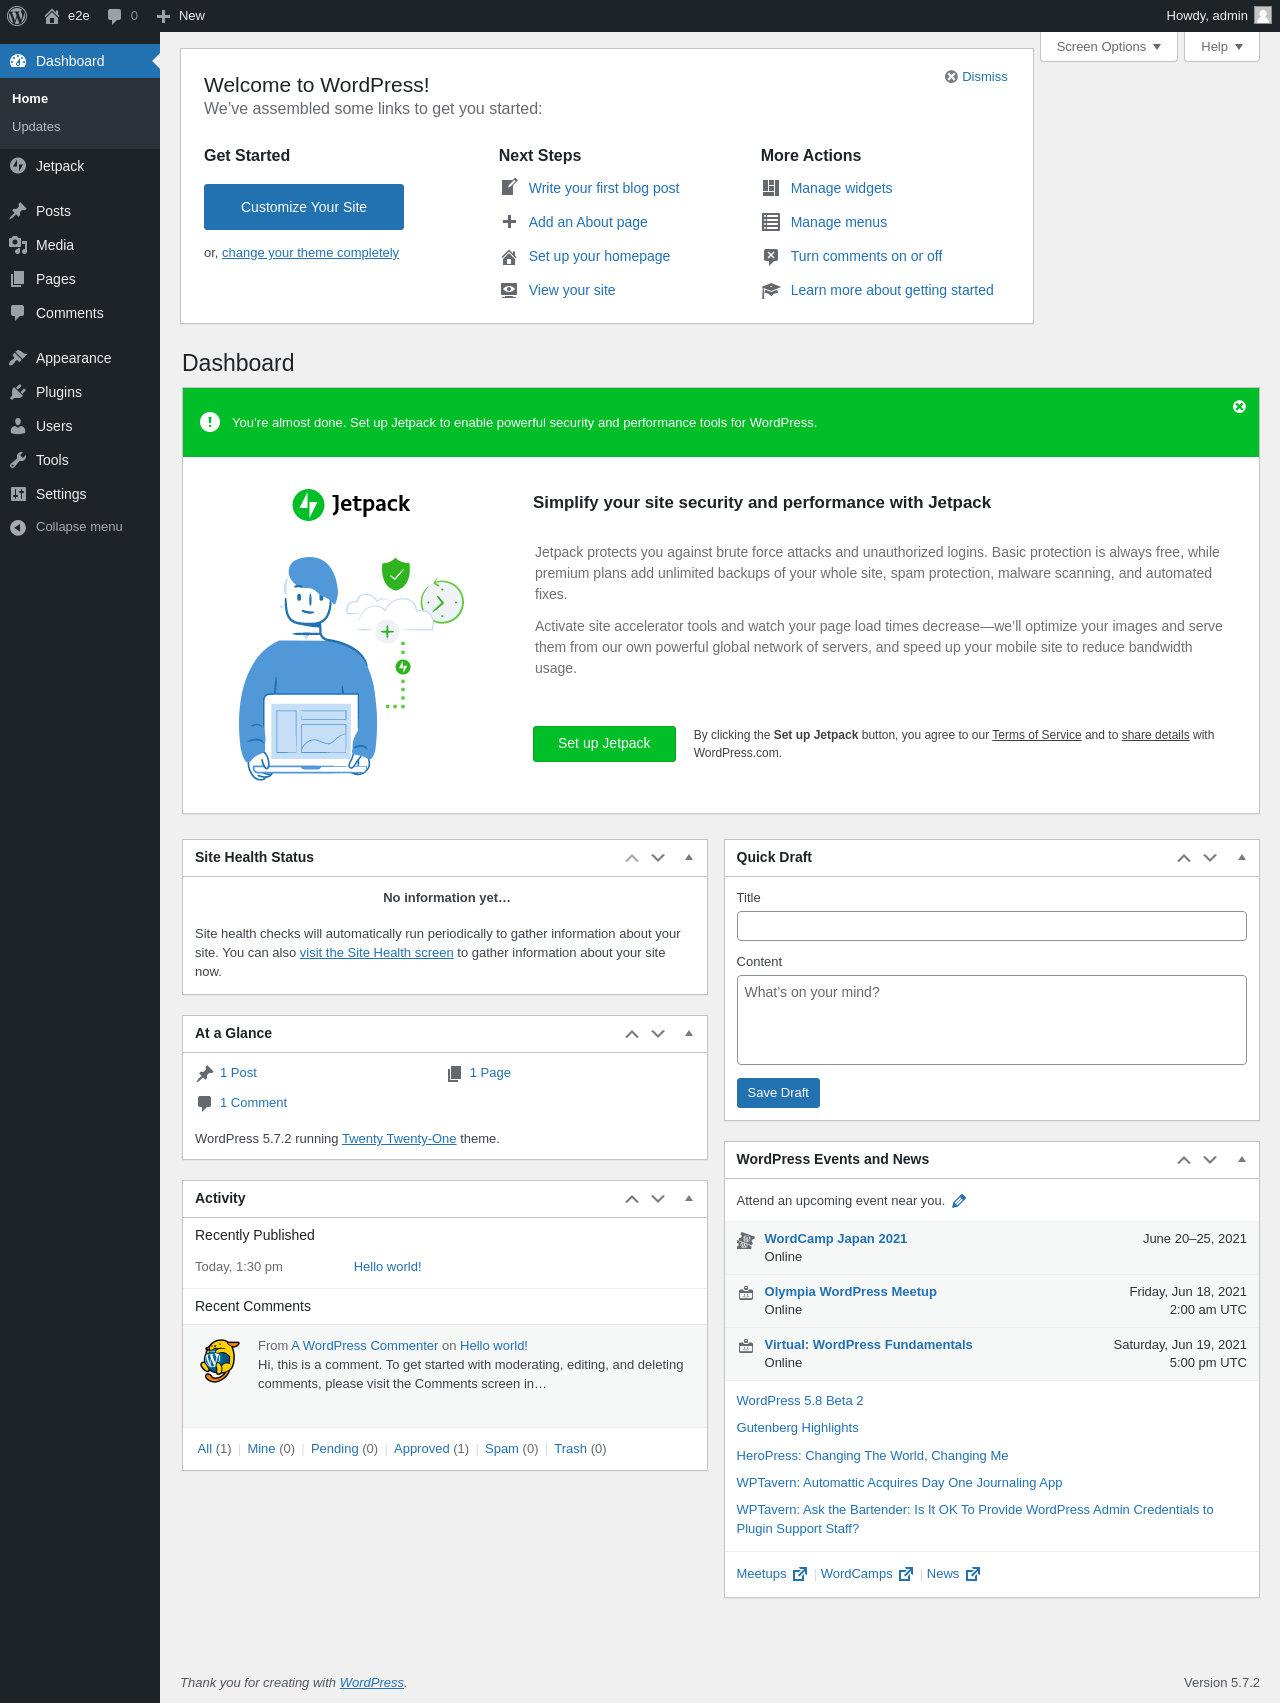 e2e
0
New
Howdy, admin
Dashboard
Home
Updates
Jetpack
Posts
Media
Pages
Comments
Appearance
Plugins
Users
Tools
Settings
Collapse menu
Screen Options
Help
Welcome to WordPress!
Dismiss
We’ve assembled some links to get you started:
Get Started
Customize Your Site
or, change your theme completely
Next Steps
Write your first blog post
Add an About page
Set up your homepage
View your site
More Actions
Manage widgets
Manage menus
Turn comments on or off
Learn more about getting started
Dashboard
You’re almost done. Set up Jetpack to enable powerful security and performance tools for WordPress.
Jetpack
Simplify your site security and performance with Jetpack
Jetpack protects you against brute force attacks and unauthorized logins. Basic protection is always free, while
premium plans add unlimited backups of your whole site, spam protection, malware scanning, and automated
fixes.
Activate site accelerator tools and watch your page load times decrease—we’ll optimize your images and serve
them from our own powerful global network of servers, and speed up your mobile site to reduce bandwidth
usage.
Set up Jetpack
By clicking the Set up Jetpack button, you agree to our Terms of Service and to share details with
WordPress.com.
Site Health Status
No information yet…
Site health checks will automatically run periodically to gather information about your
site. You can also visit the Site Health screen to gather information about your site
now.
At a Glance
1 Post
1 Page
1 Comment
WordPress 5.7.2 running Twenty Twenty-One theme.
Activity
Recently Published
Today, 1:30 pm
Hello world!
Recent Comments
From A WordPress Commenter on Hello world!
Hi, this is a comment. To get started with moderating, editing, and deleting
comments, please visit the Comments screen in…
All (1) | Mine (0) | Pending (0) | Approved (1) | Spam (0) | Trash (0)
Quick Draft
Title
Content
What’s on your mind?
Save Draft
WordPress Events and News
Attend an upcoming event near you.
WordCamp Japan 2021
June 20–25, 2021
Online
Olympia WordPress Meetup
Friday, Jun 18, 2021
Online
2:00 am UTC
Virtual: WordPress Fundamentals
Saturday, Jun 19, 2021
Online
5:00 pm UTC
WordPress 5.8 Beta 2
Gutenberg Highlights
HeroPress: Changing The World, Changing Me
WPTavern: Automattic Acquires Day One Journaling App
WPTavern: Ask the Bartender: Is It OK To Provide WordPress Admin Credentials to
Plugin Support Staff?
Meetups | WordCamps | News
Thank you for creating with WordPress.
Version 5.7.2